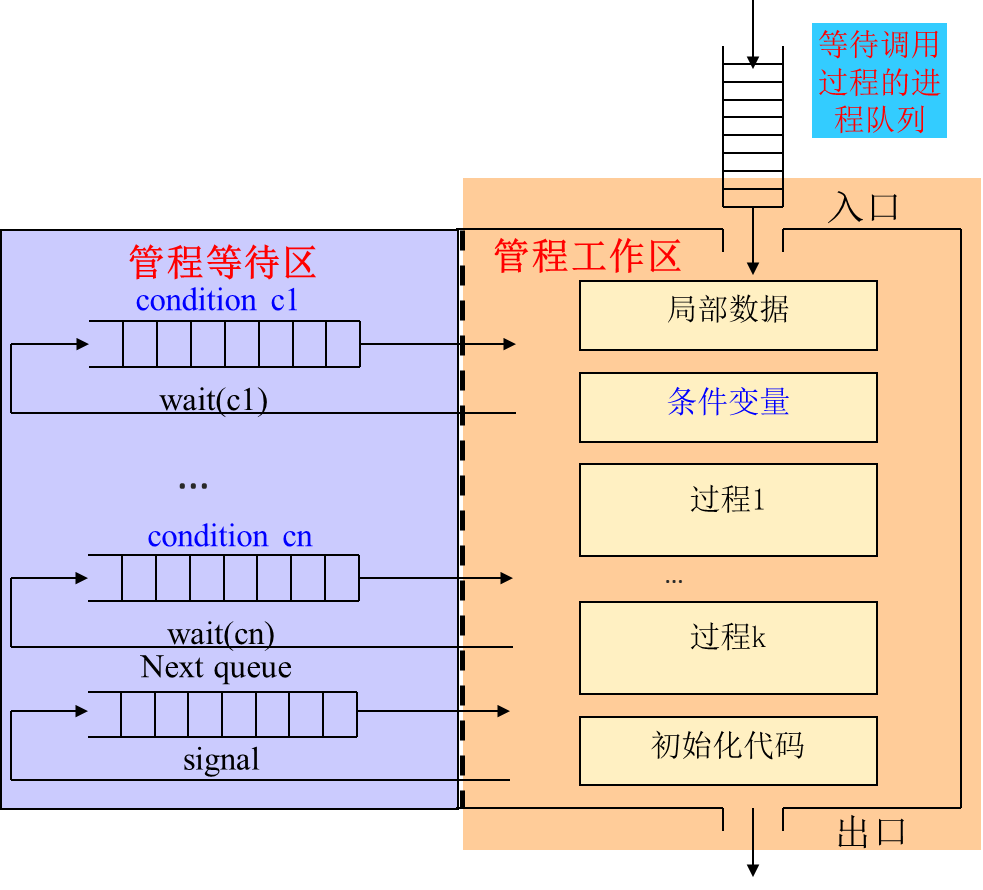 等待调用
过程的进
程队列
入口
管程等待区
管程工作区
condition c1
局部数据
wait(c1)
条件变量
...
过程1
condition cn
...
wait(cn)
过程k
Next queue
signal
初始化代码
出口